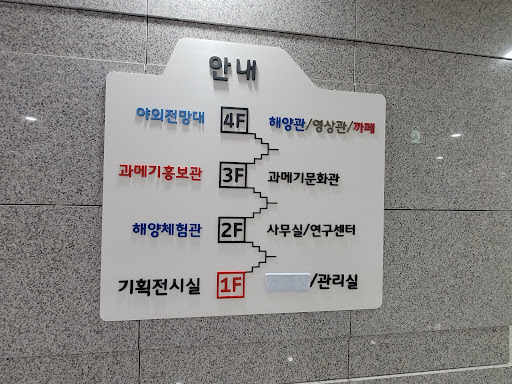 안내
야외전망대 4F 해양관/영상관/까페
과메기홍보관 3F 과메기문화관
해양체험관 2F 사무실/연구센터
기획전시실 1F /관리실